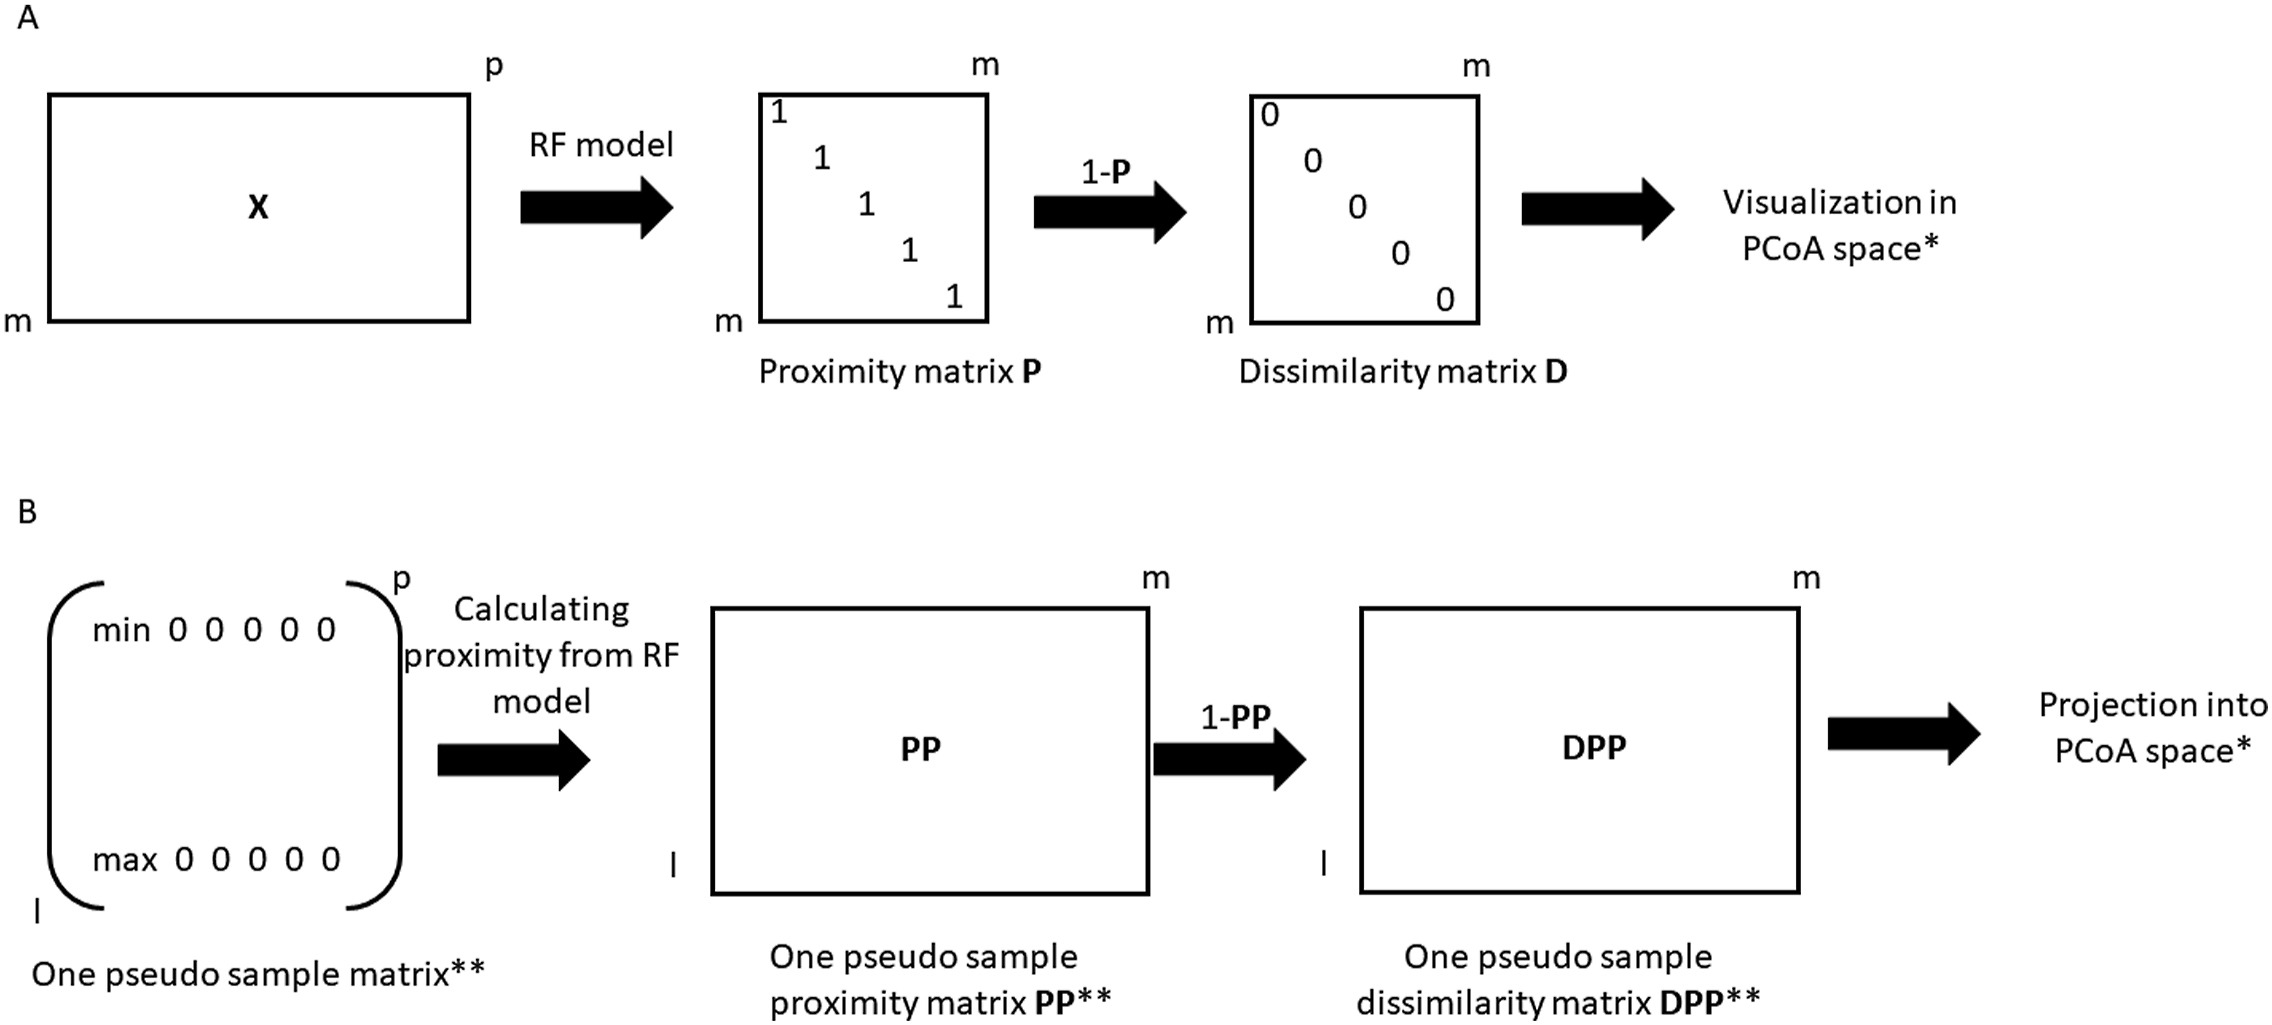 A
p
m
X
RF model
m
m
1
1
1
1
1
Proximity matrix P
1-P
m
m
0
0
0
0
0
Dissimilarity matrix D
Visualization in
PCoA space*
B
p
min 0 0 0 0 0
max 0 0 0 0 0
l
One pseudo sample matrix**
Calculating
proximity from RF
model
m
PP
l
One pseudo sample
proximity matrix PP**
1-PP
m
DPP
l
One pseudo sample
dissimilarity matrix DPP**
Projection into
PCoA space*